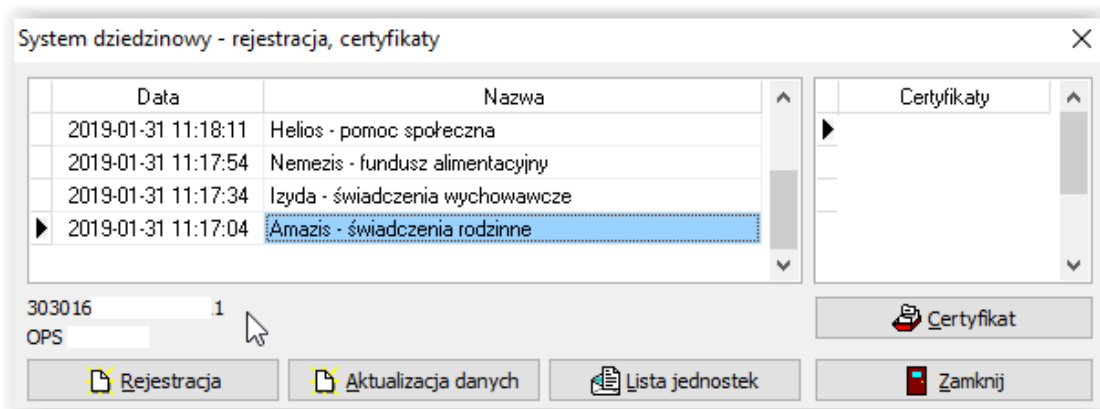 System dziedzinowy - rejestracja, certyfikaty
Data Nazwa Certyfikaty
2019-01-31 11:18:11 Helios - pomoc społeczna
2019-01-31 11:17:54 Nemezis - fundusz alimentacyjny
2019-01-31 11:17:34 Izyda - świadczenia wychowawcze
2019-01-31 11:17:04 Amazis - świadczenia rodzinne
303016 1
OPS
Certyfikat
Rejestracja Aktualizacja danych Lista jednostek Zamknij